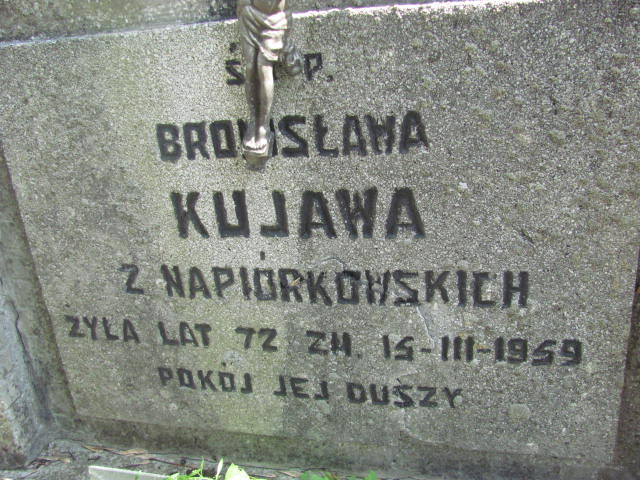 Ś. P.
BRONISŁAWA
KUJAWA
Z NAPIÓRKOWSKICH
ŻYŁA LAT 72 ZM. 15-III-1959
POKÓJ JEJ DUSZY